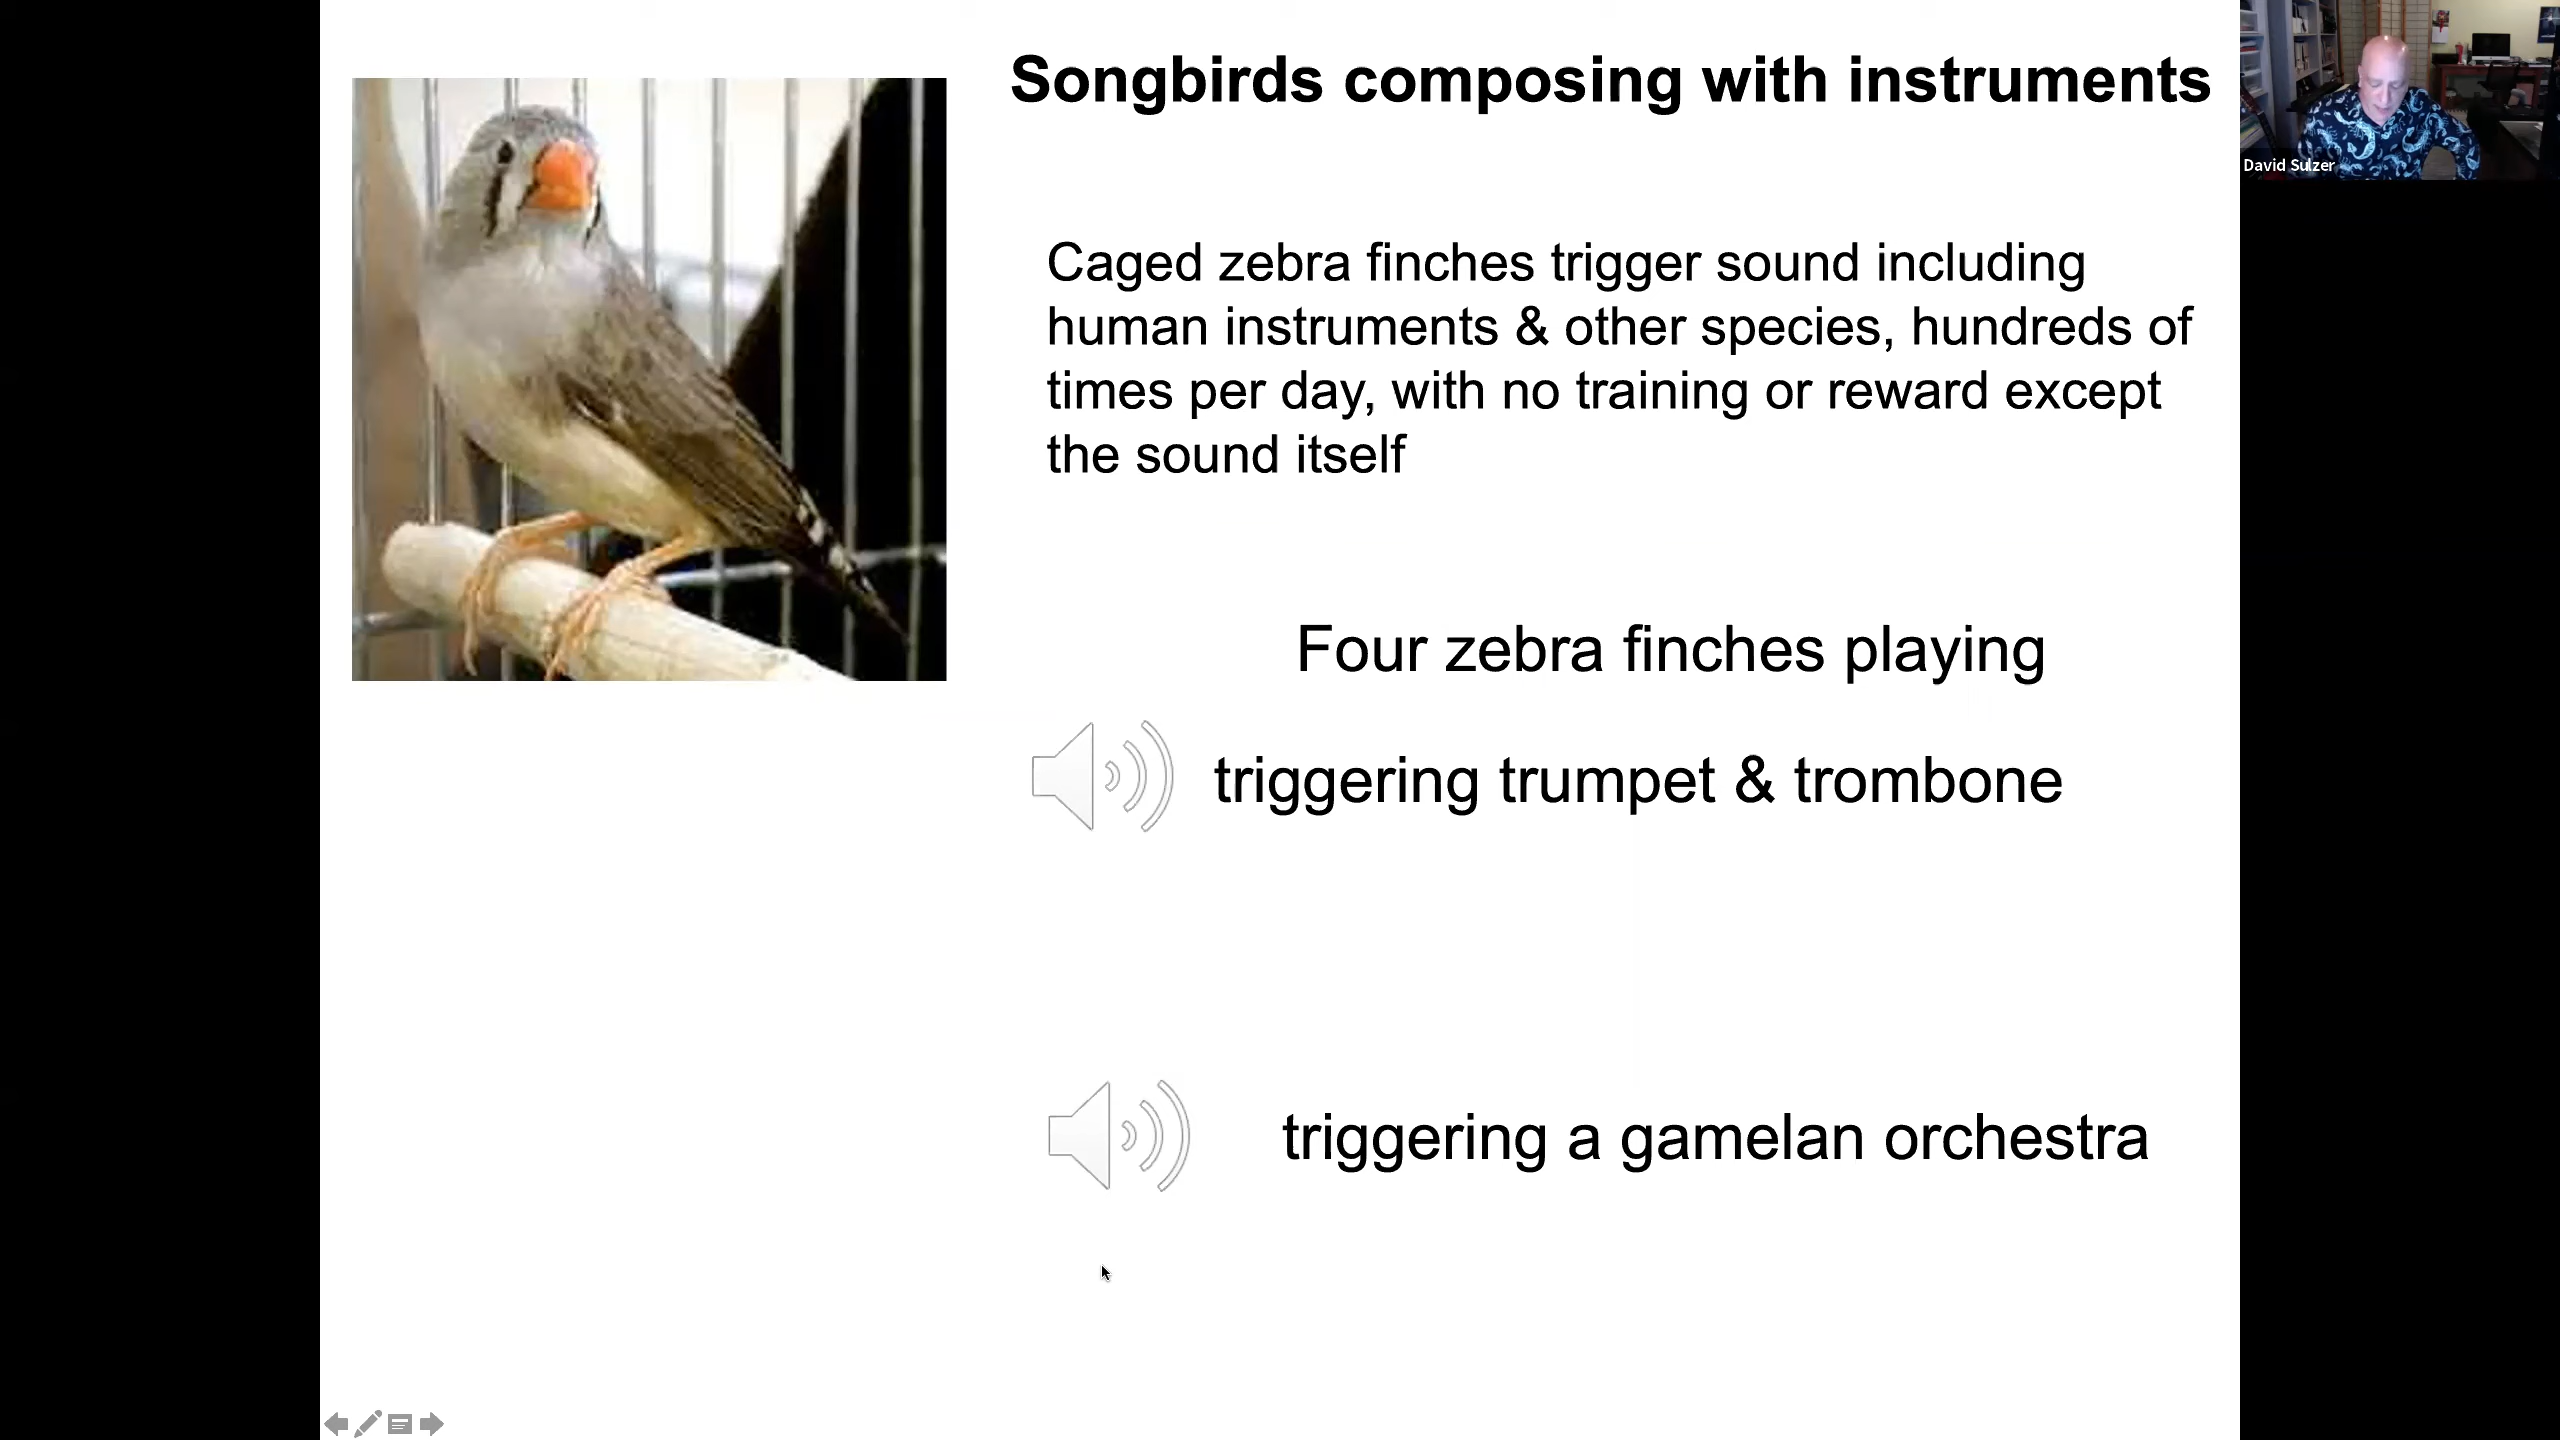 Songbirds composing with instruments
David Sulzer
Caged zebra finches trigger sound including
human instruments & other species, hundreds of
times per day, with no training or reward except
the sound itself
Four zebra finches playing
triggering trumpet & trombone
triggering a gamelan orchestra